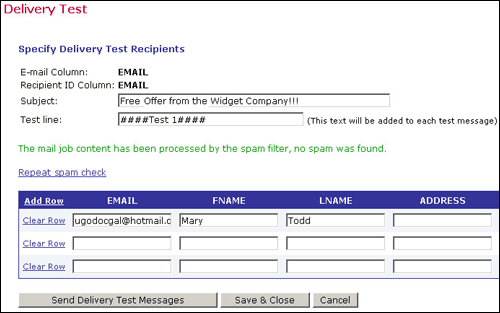 Delivery Test
Specify Delivery Test Recipients
E-mail Column: EMAIL
Recipient ID Column: EMAIL
Subject: Free Offer from the Widget Company!!!
Test line: ####Test 1#### (This text will be added to each test message)
The mail job content has been processed by the spam filter, no spam was found.
Repeat spam check
Add Row EMAIL FNAME LNAME ADDRESS
Clear Row ugodocgal@hotmail.c Mary Todd
Clear Row
Clear Row
Send Delivery Test Messages Save & Close Cancel